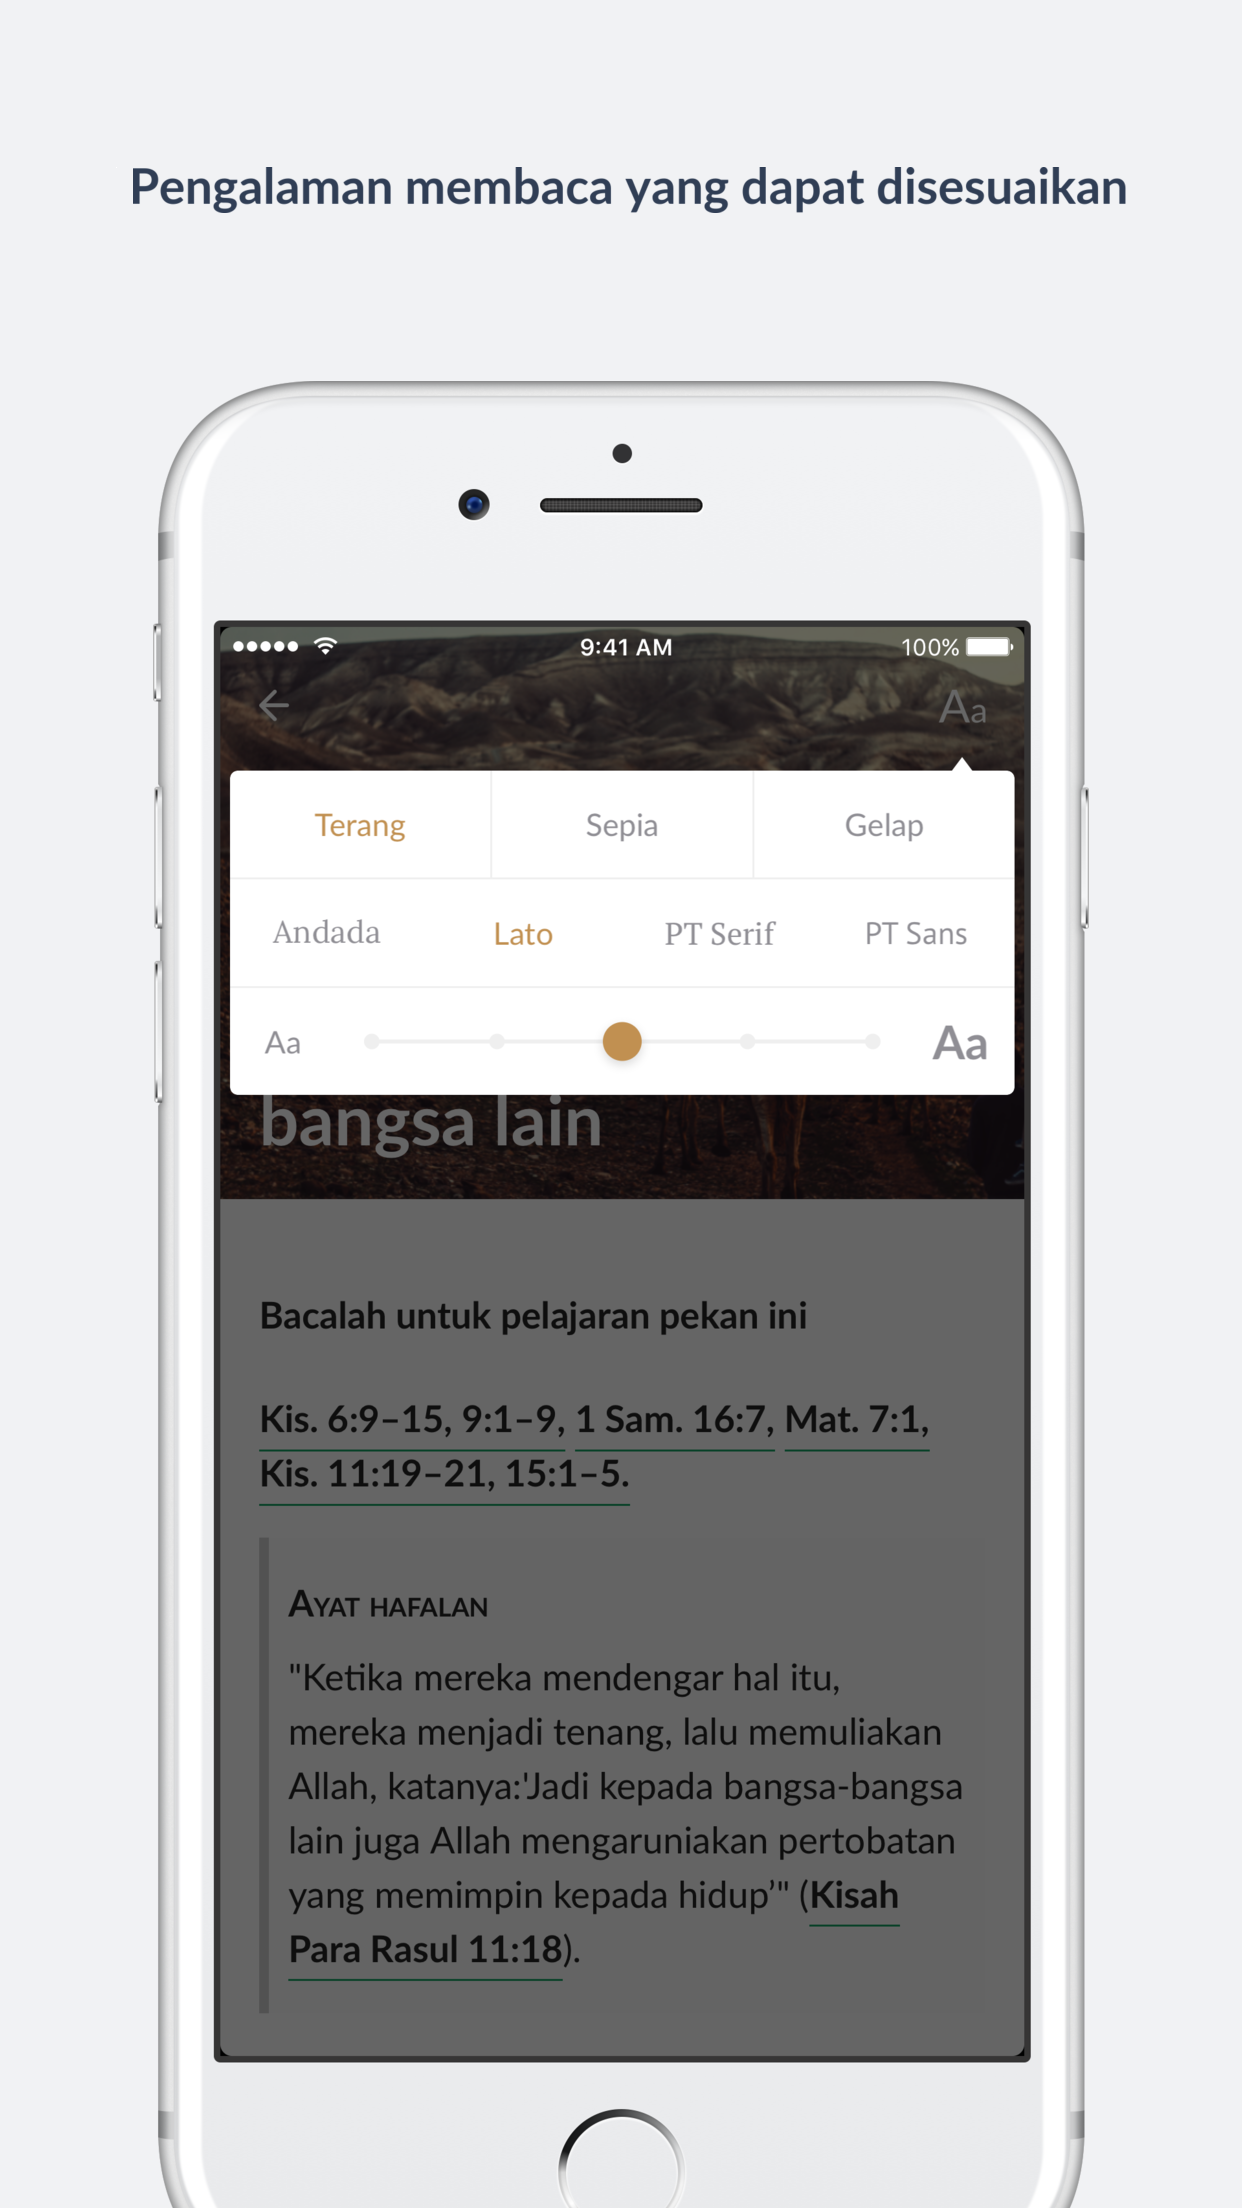 Pengalaman membaca yang dapat disesuaikan
9:41 AM
100%
Aa
Terang
Sepia
Gelap
Andada
Lato
PT Serif
PT Sans
Aa
Aa
bangsa lain
Bacalah untuk pelajaran pekan ini
Kis. 6:9–15, 9:1–9, 1 Sam. 16:7, Mat. 7:1,
Kis. 11:19–21, 15:1–5.
Ayat hafalan
"Ketika mereka mendengar hal itu,
mereka menjadi tenang, lalu memuliakan
Allah, katanya:'Jadi kepada bangsa-bangsa
lain juga Allah mengaruniakan pertobatan
yang memimpin kepada hidup’" (Kisah
Para Rasul 11:18).